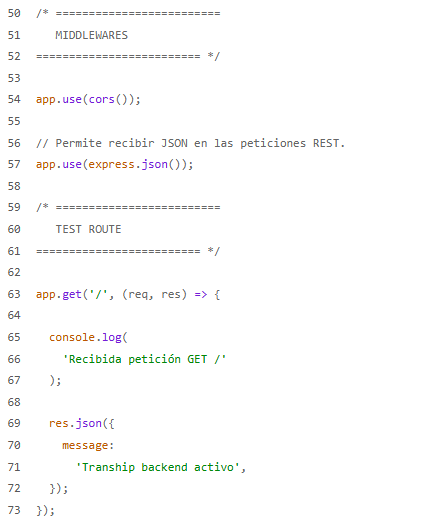 50 /* =========================
51    MIDDLEWARES
52 ========================= */
53
54 app.use(cors());
55
56 // Permite recibir JSON en las peticiones REST.
57 app.use(express.json());
58
59 /* =========================
60    TEST ROUTE
61 ========================= */
62
63 app.get('/', (req, res) => {
64
65   console.log(
66     'Recibida petición GET /'
67   );
68
69   res.json({
70     message:
71       'Tranship backend activo',
72   });
73 });